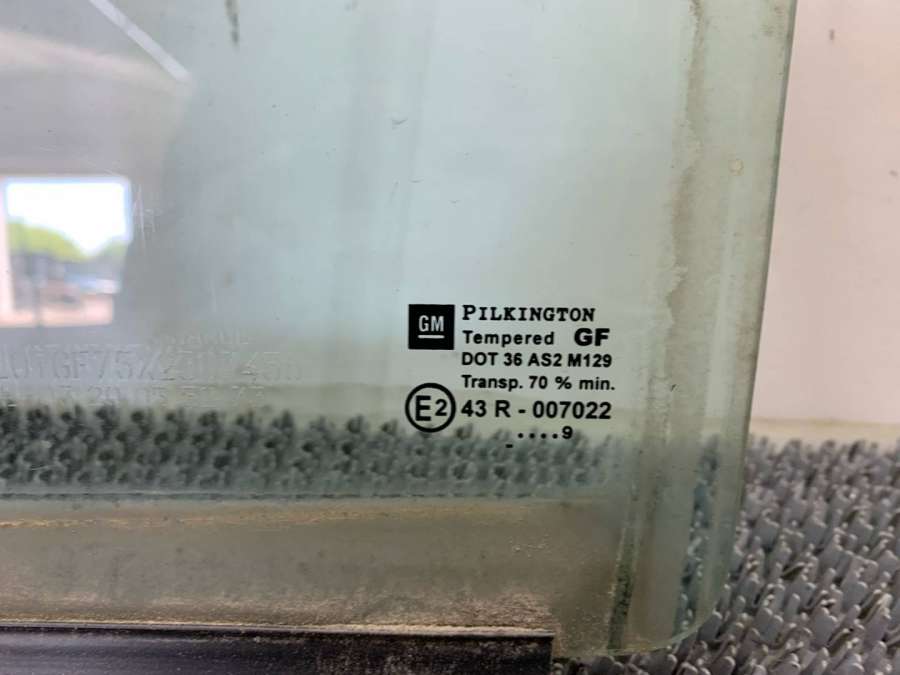 GM
PILKINGTON
Tempered GF
DOT 36 AS2 M129
Transp. 70 % min.
E2 43 R - 007022
_ . . . . 9